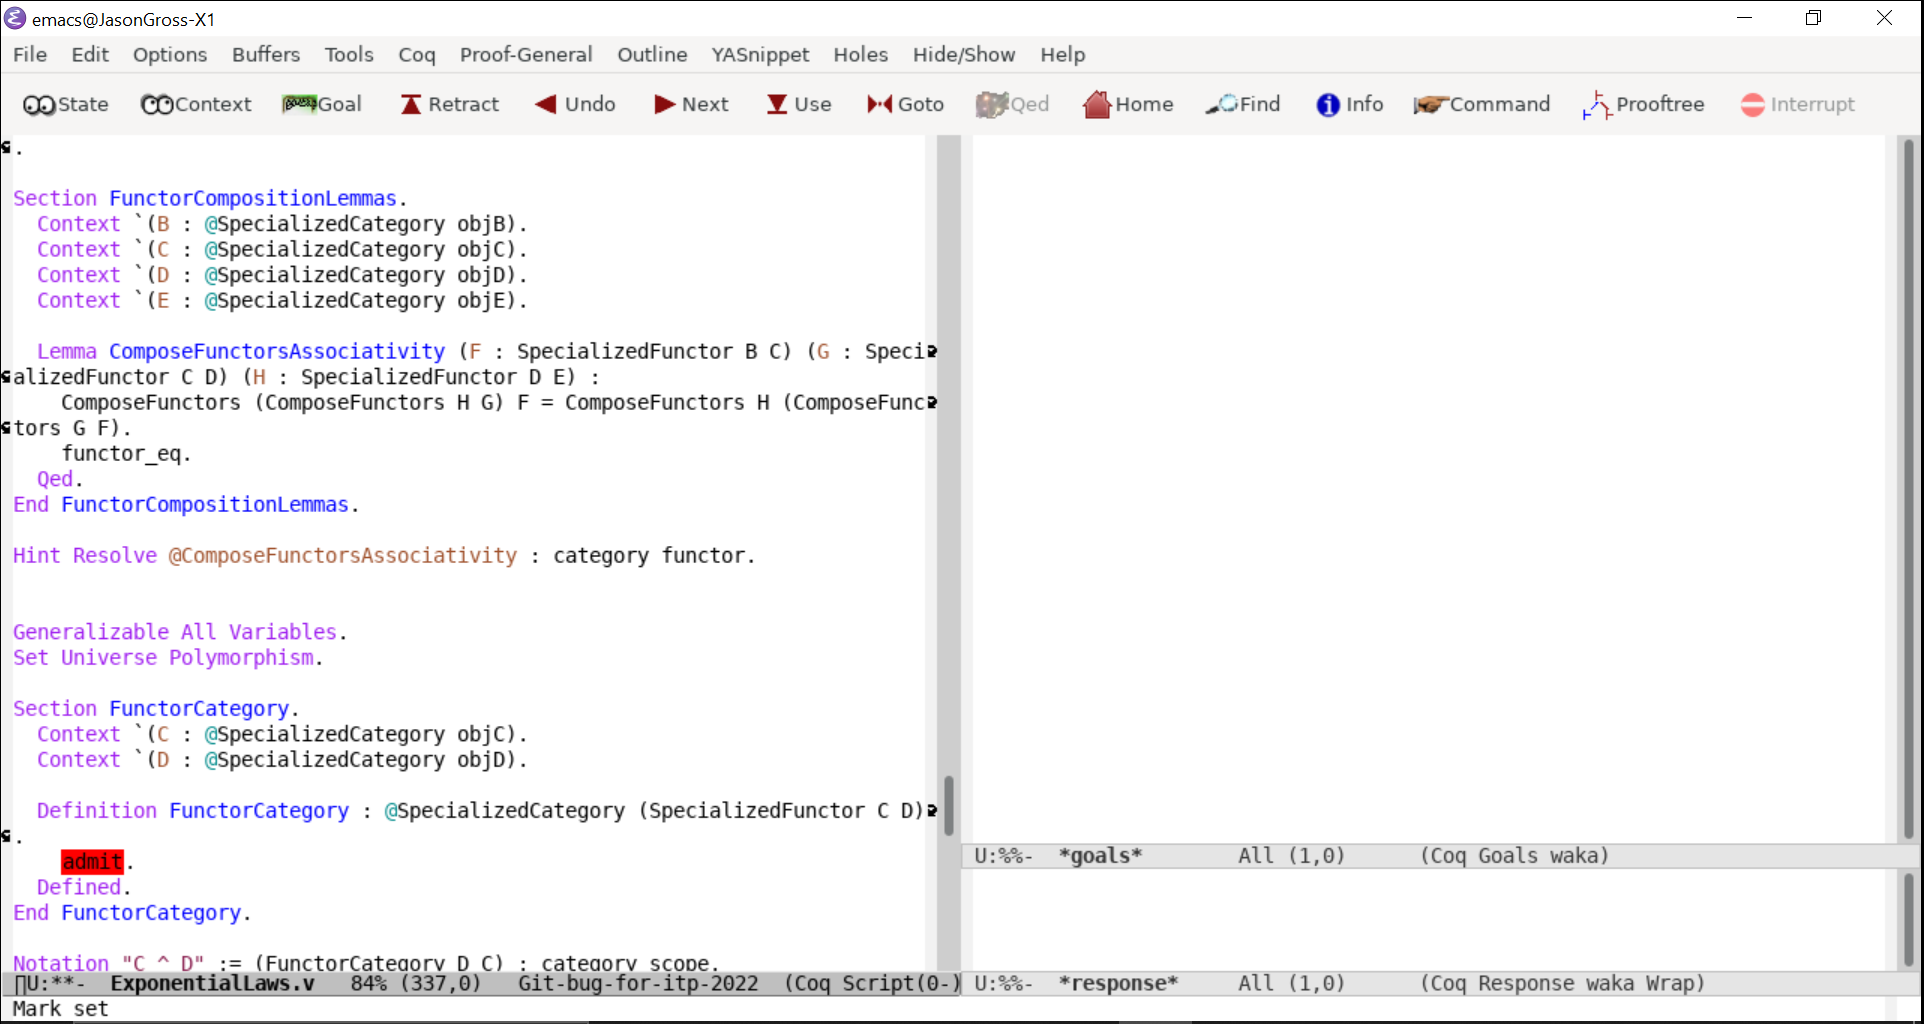 emacs@JasonGross-X1
File Edit Options Buffers Tools Coq Proof-General Outline YASnippet Holes Hide/Show Help
State Context Goal Retract Undo Next Use Goto Qed Home Find Info Command Prooftree Interrupt
.
Section FunctorCompositionLemmas.
  Context `(B : @SpecializedCategory objB).
  Context `(C : @SpecializedCategory objC).
  Context `(D : @SpecializedCategory objD).
  Context `(E : @SpecializedCategory objE).
  Lemma ComposeFunctorsAssociativity (F : SpecializedFunctor B C) (G : Speci
alizedFunctor C D) (H : SpecializedFunctor D E) :
    ComposeFunctors (ComposeFunctors H G) F = ComposeFunctors H (ComposeFunc
tors G F).
    functor_eq.
  Qed.
End FunctorCompositionLemmas.
Hint Resolve @ComposeFunctorsAssociativity : category functor.
Generalizable All Variables.
Set Universe Polymorphism.
Section FunctorCategory.
  Context `(C : @SpecializedCategory objC).
  Context `(D : @SpecializedCategory objD).
  Definition FunctorCategory : @SpecializedCategory (SpecializedFunctor C D)
.
    admit.
  Defined.
End FunctorCategory.
Notation "C ^ D" := (FunctorCategory D C) : category_scope.
U:**-  ExponentialLaws.v   84% (337,0)   Git-bug-for-itp-2022  (Coq Script(0-)
U:%%-  *goals*        All (1,0)      (Coq Goals waka)
U:%%-  *response*     All (1,0)      (Coq Response waka Wrap)
Mark set